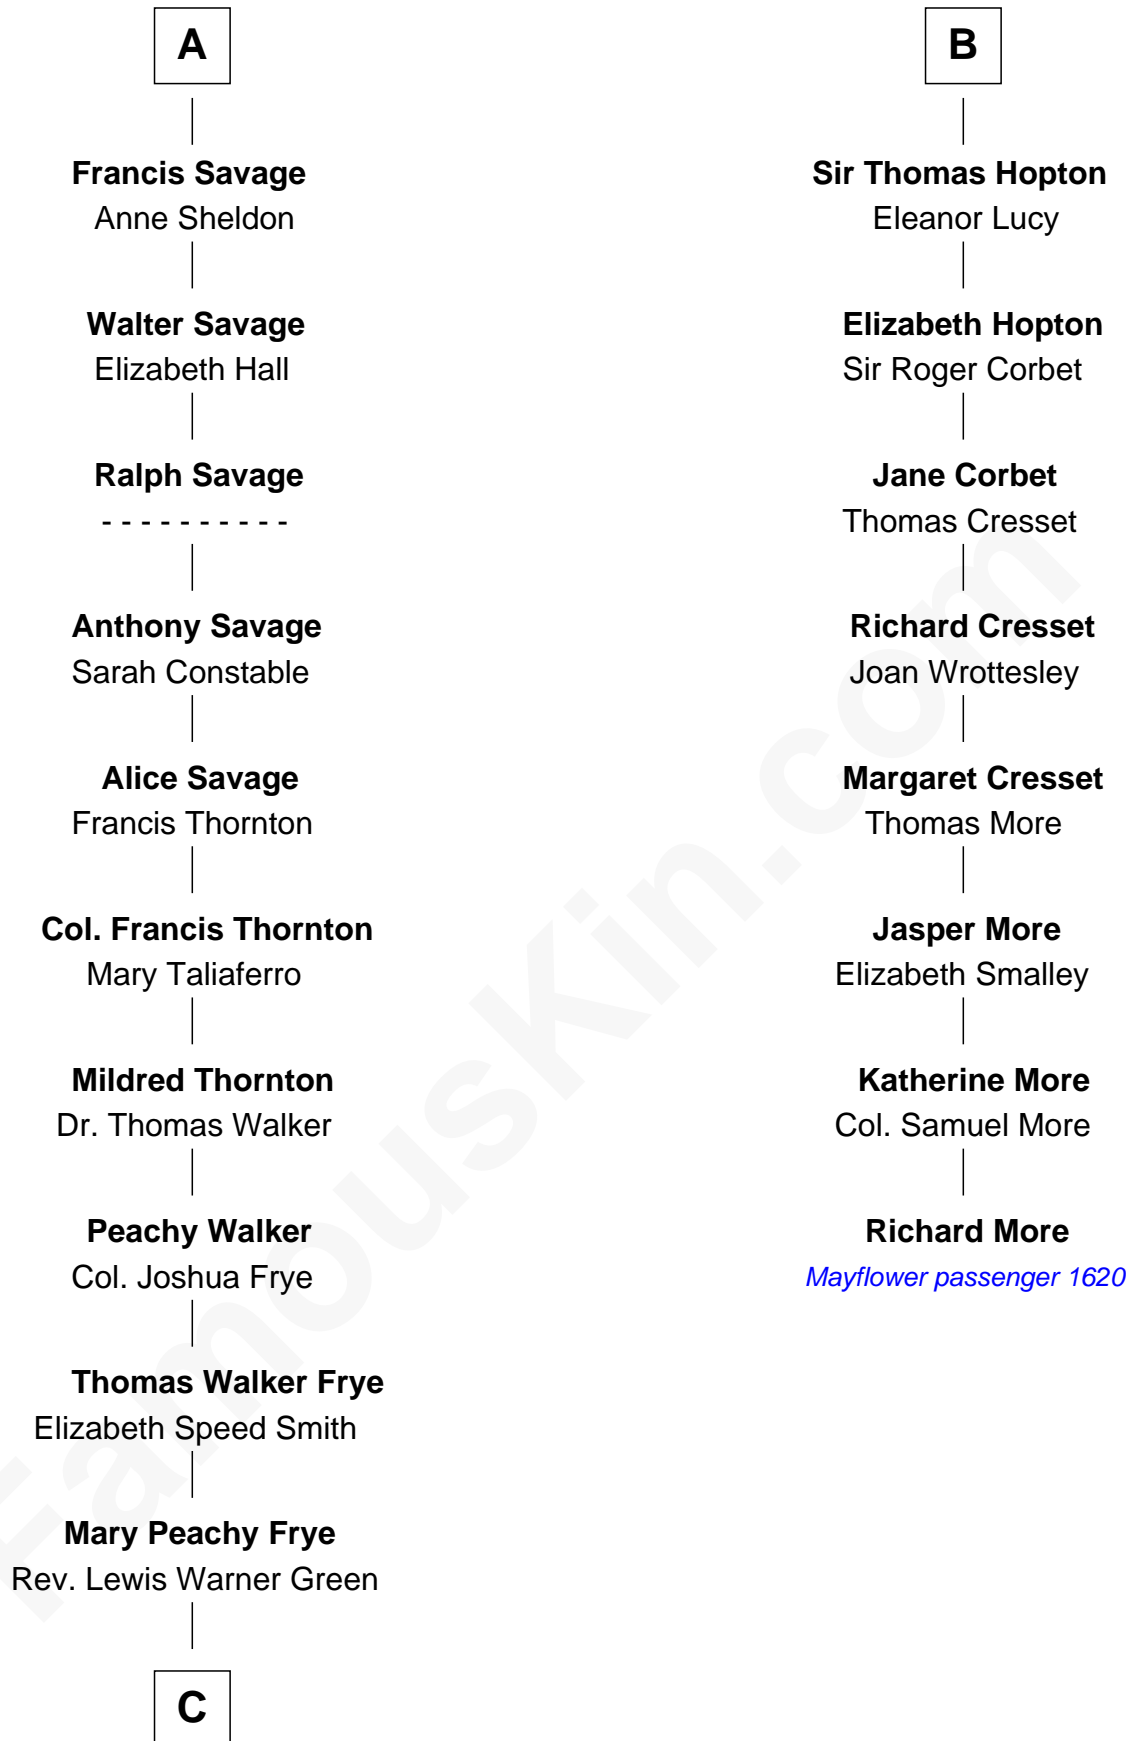 A
Francis Savage
Anne Sheldon
Walter Savage
Elizabeth Hall
Ralph Savage
- - - - - - - - - -
Anthony Savage
Sarah Constable
Alice Savage
Francis Thornton
Col. Francis Thornton
Mary Taliaferro
Mildred Thornton
Dr. Thomas Walker
Peachy Walker
Col. Joshua Frye
Thomas Walker Frye
Elizabeth Speed Smith
Mary Peachy Frye
Rev. Lewis Warner Green
C
B
Sir Thomas Hopton
Eleanor Lucy
Elizabeth Hopton
Sir Roger Corbet
Jane Corbet
Thomas Cresset
Richard Cresset
Joan Wrottesley
Margaret Cresset
Thomas More
Jasper More
Elizabeth Smalley
Katherine More
Col. Samuel More
Richard More
Mayflower passenger 1620
FamousKin.com